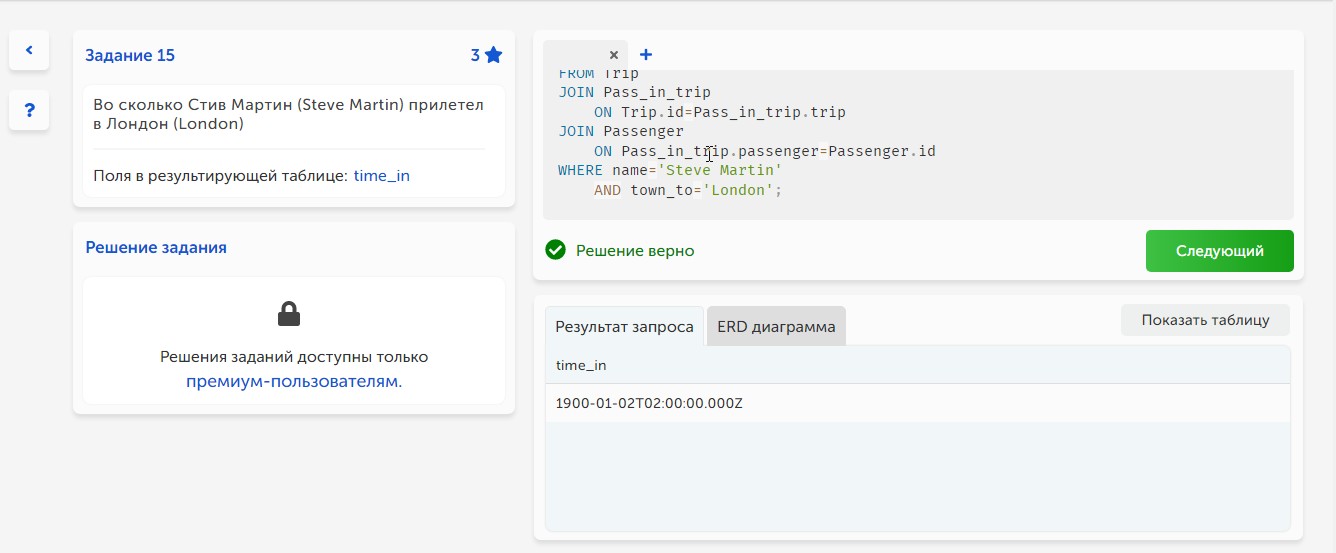 Задание 15
3
Во сколько Стив Мартин (Steve Martin) прилетел
в Лондон (London)
Поля в результирующей таблице: time_in
Решение задания
Решения заданий доступны только
премиум-пользователям.
FROM Trip
JOIN Pass_in_trip
ON Trip.id=Pass_in_trip.trip
JOIN Passenger
ON Pass_in_trip.passenger=Passenger.id
WHERE name='Steve Martin'
AND town_to='London';
Решение верно
Следующий
Результат запроса
ERD диаграмма
Показать таблицу
time_in
1900-01-02T02:00:00.000Z